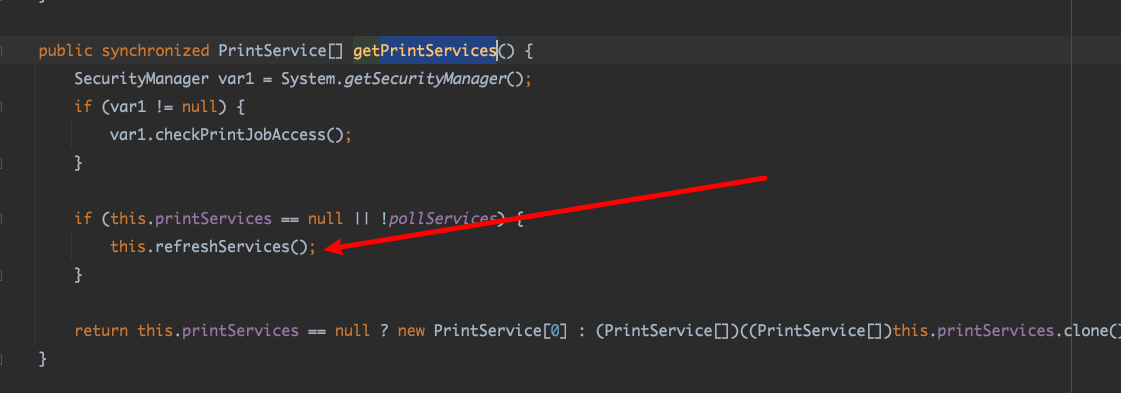 }
public synchronized PrintService[] getPrintServices() {
SecurityManager var1 = System.getSecurityManager();
if (var1 != null) {
var1.checkPrintJobAccess();
}
if (this.printServices == null || !pollServices) {
this.refreshServices();
}
return this.printServices == null ? new PrintService[0] : (PrintService[])((PrintService[])this.printServices.clone()
}